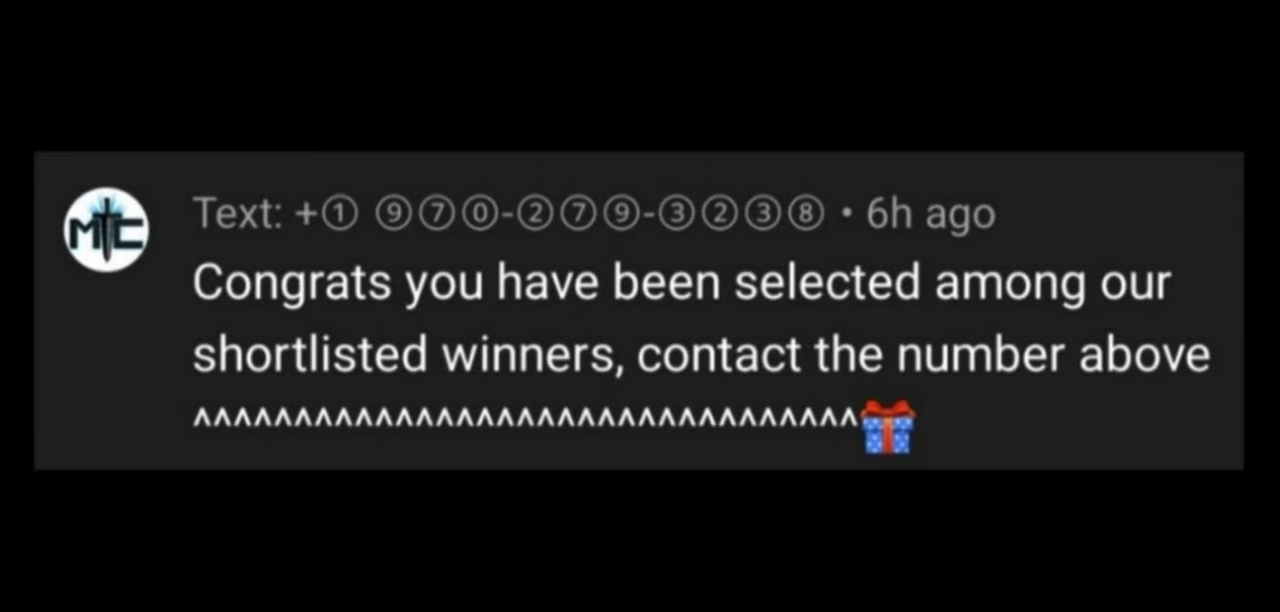 MTC
Text: +① ⑨⑦⓪-②⑦⑨-③②③⑧ • 6h ago
Congrats you have been selected among our
shortlisted winners, contact the number above
^^^^^^^^^^^^^^^^^^^^^^^^^^^^^^^^^🎁